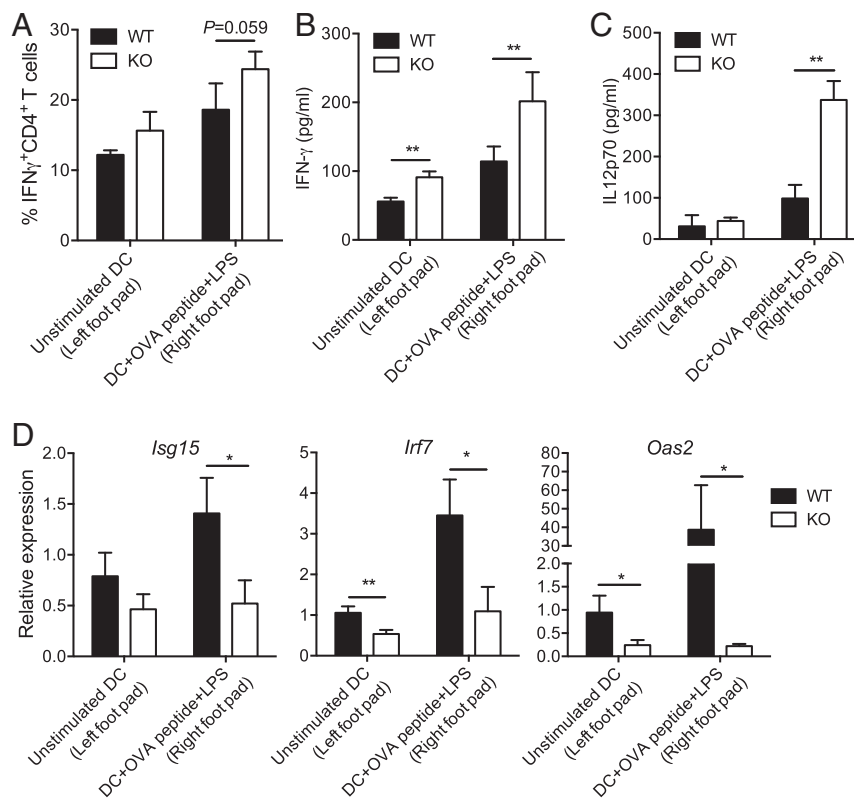 A
% IFNγ+CD4+ T cells
30
20
10
0
WT
KO
P=0.059
Unstimulated DC
(Left foot pad)
DC+OVA peptide+LPS
(Right foot pad)
B
IFN-γ (pg/ml)
300
200
100
0
WT
KO
**
**
Unstimulated DC
(Left foot pad)
DC+OVA peptide+LPS
(Right foot pad)
C
IL12p70 (pg/ml)
500
400
300
200
100
0
WT
KO
**
Unstimulated DC
(Left foot pad)
DC+OVA peptide+LPS
(Right foot pad)
D
Relative expression
Isg15
2.0
1.5
1.0
0.5
0.0
*
Unstimulated DC
(Left foot pad)
DC+OVA peptide+LPS
(Right foot pad)
Irf7
5
4
3
2
1
0
**
*
Unstimulated DC
(Left foot pad)
DC+OVA peptide+LPS
(Right foot pad)
Oas2
80
70
60
50
40
30
2.0
1.5
1.0
0.5
0.0
*
*
Unstimulated DC
(Left foot pad)
DC+OVA peptide+LPS
(Right foot pad)
WT
KO